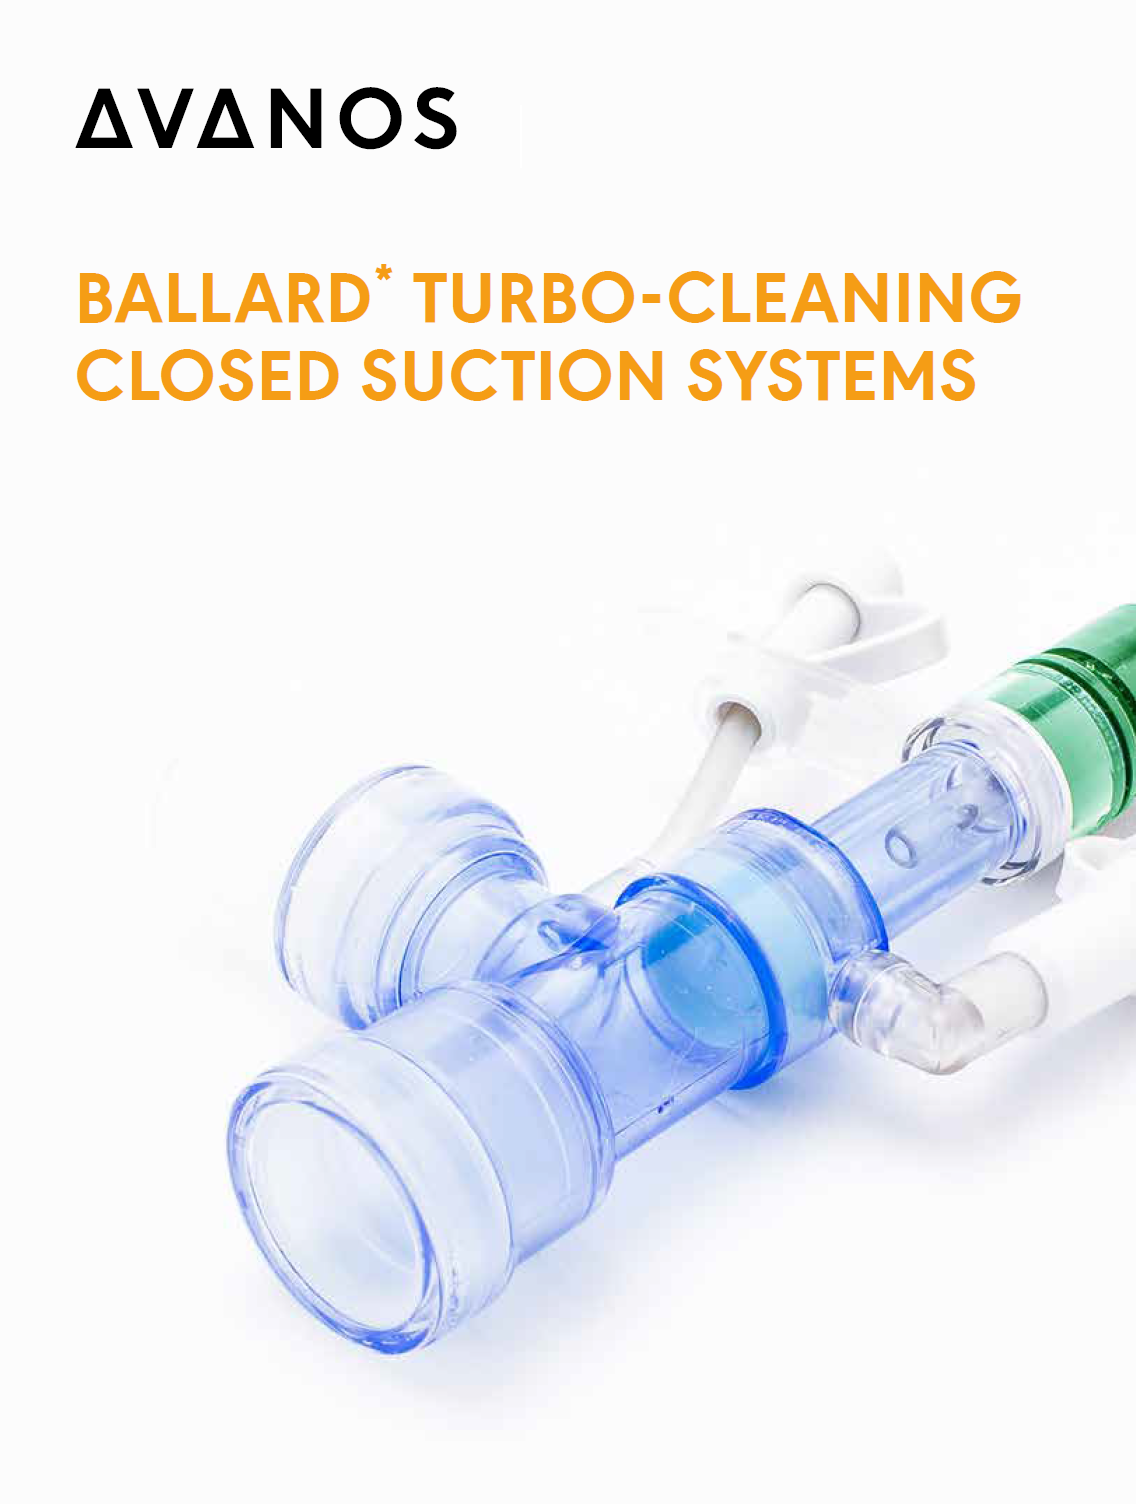 AVANOS
BALLARD* TURBO-CLEANING
CLOSED SUCTION SYSTEMS